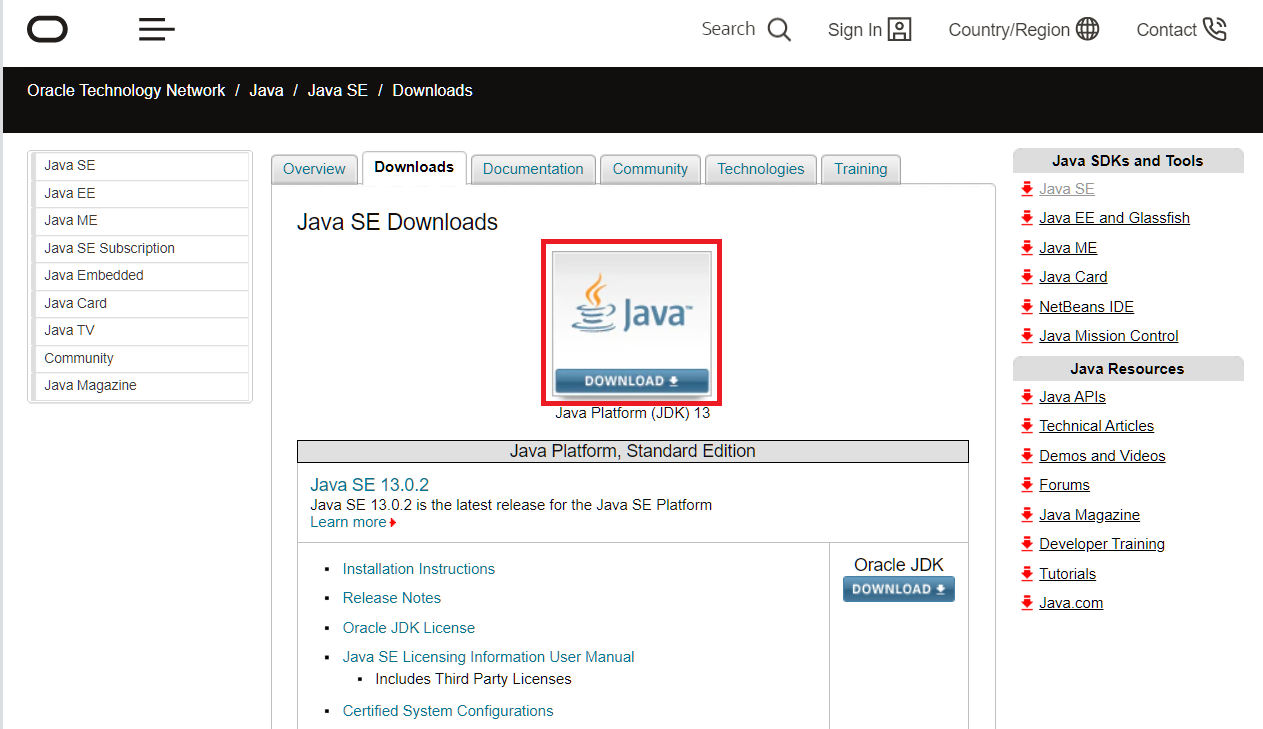 Search
Sign In
Country/Region
Contact
Oracle Technology Network / Java / Java SE / Downloads
Java SE
Java EE
Java ME
Java SE Subscription
Java Embedded
Java Card
Java TV
Community
Java Magazine
Overview
Downloads
Documentation
Community
Technologies
Training
Java SE Downloads
Java™
DOWNLOAD
Java Platform (JDK) 13
Java Platform, Standard Edition
Java SE 13.0.2
Java SE 13.0.2 is the latest release for the Java SE Platform
Learn more
Installation Instructions
Release Notes
Oracle JDK License
Java SE Licensing Information User Manual
Includes Third Party Licenses
Certified System Configurations
Oracle JDK
DOWNLOAD
Java SDKs and Tools
Java SE
Java EE and Glassfish
Java ME
Java Card
NetBeans IDE
Java Mission Control
Java Resources
Java APIs
Technical Articles
Demos and Videos
Forums
Java Magazine
Developer Training
Tutorials
Java.com